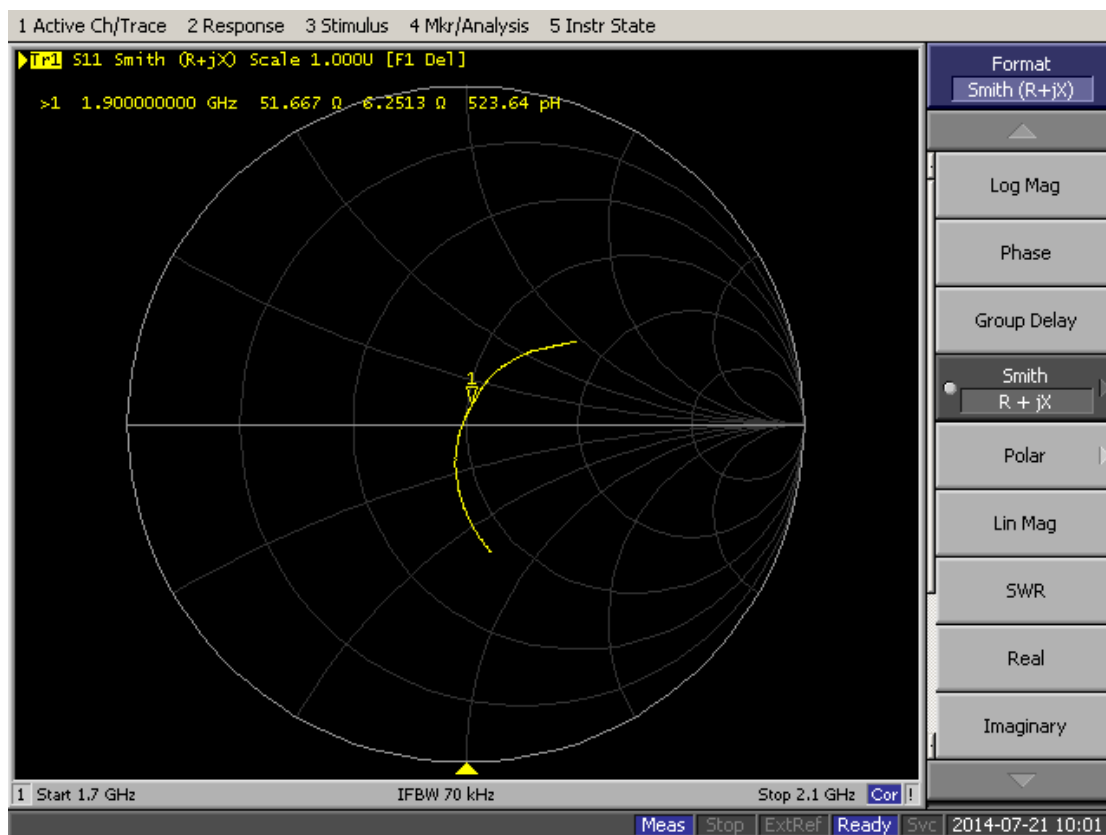 1 Active Ch/Trace 2 Response 3 Stimulus 4 Mkr/Analysis 5 Instr State
Tr1 S11 Smith (R+jX) Scale 1.000U [F1 Del]
>1 1.900000000 GHz 51.667 Ω 6.2513 Ω 523.64 pH
1
Format
Smith (R+jX)
Log Mag
Phase
Group Delay
Smith
R + jX
Polar
Lin Mag
SWR
Real
Imaginary
1 Start 1.7 GHz IFBW 70 kHz Stop 2.1 GHz Cor !
Meas Stop ExtRef Ready Svc 2014-07-21 10:01